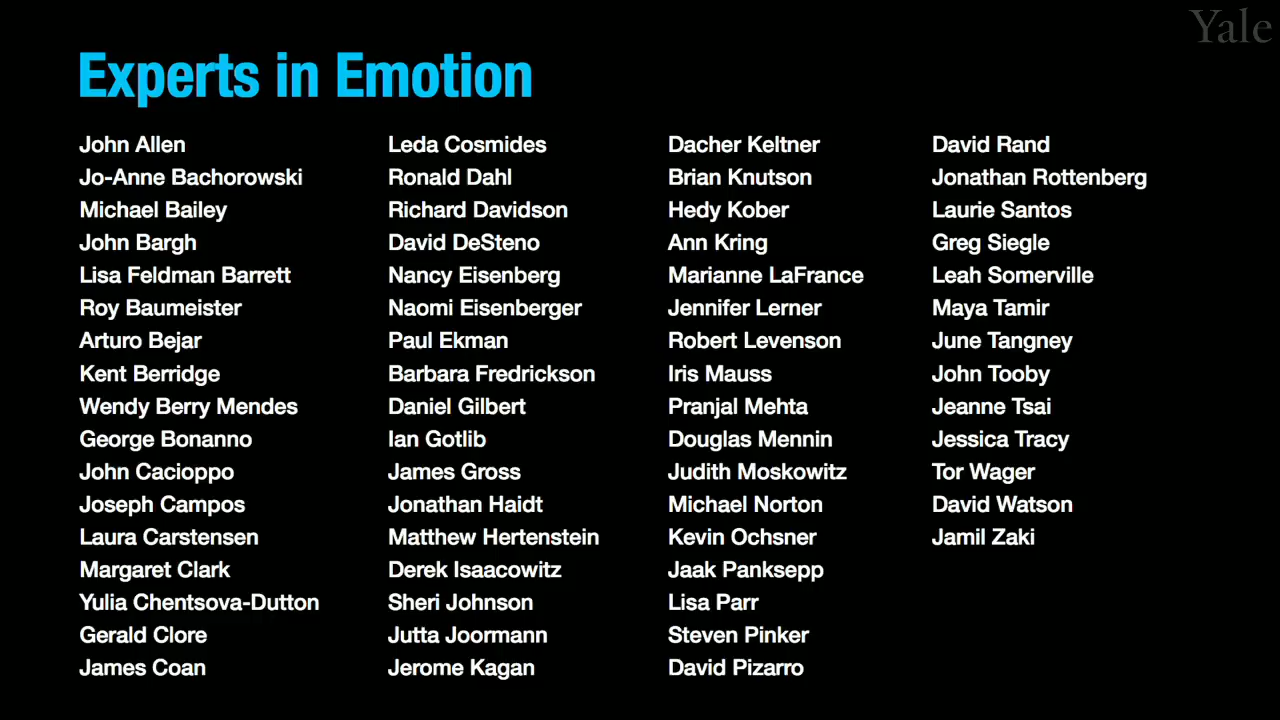 Yale
Experts in Emotion
John Allen
Jo-Anne Bachorowski
Michael Bailey
John Bargh
Lisa Feldman Barrett
Roy Baumeister
Arturo Bejar
Kent Berridge
Wendy Berry Mendes
George Bonanno
John Cacioppo
Joseph Campos
Laura Carstensen
Margaret Clark
Yulia Chentsova-Dutton
Gerald Clore
James Coan
Leda Cosmides
Ronald Dahl
Richard Davidson
David DeSteno
Nancy Eisenberg
Naomi Eisenberger
Paul Ekman
Barbara Fredrickson
Daniel Gilbert
Ian Gotlib
James Gross
Jonathan Haidt
Matthew Hertenstein
Derek Isaacowitz
Sheri Johnson
Jutta Joormann
Jerome Kagan
Dacher Keltner
Brian Knutson
Hedy Kober
Ann Kring
Marianne LaFrance
Jennifer Lerner
Robert Levenson
Iris Mauss
Pranjal Mehta
Douglas Mennin
Judith Moskowitz
Michael Norton
Kevin Ochsner
Jaak Panksepp
Lisa Parr
Steven Pinker
David Pizarro
David Rand
Jonathan Rottenberg
Laurie Santos
Greg Siegle
Leah Somerville
Maya Tamir
June Tangney
John Tooby
Jeanne Tsai
Jessica Tracy
Tor Wager
David Watson
Jamil Zaki